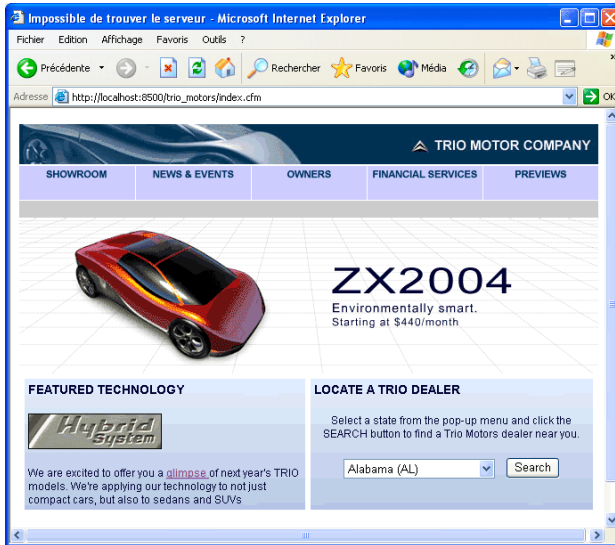 Impossible de trouver le serveur - Microsoft Internet Explorer
Fichier Edition Affichage Favoris Outils ?
Précédente Rechercher Favoris Média »
Adresse http://localhost:8500/trio_motors/index.cfm OK
TRIO MOTOR COMPANY
SHOWROOM NEWS & EVENTS OWNERS FINANCIAL SERVICES PREVIEWS
ZX2004
Environmentally smart.
Starting at $440/month
FEATURED TECHNOLOGY
Hybrid
System
We are excited to offer you a glimpse of next year's TRIO
models. We're applying our technology to not just
compact cars, but also to sedans and SUVs
LOCATE A TRIO DEALER
Select a state from the pop-up menu and click the
SEARCH button to find a Trio Motors dealer near you.
Alabama (AL) Search